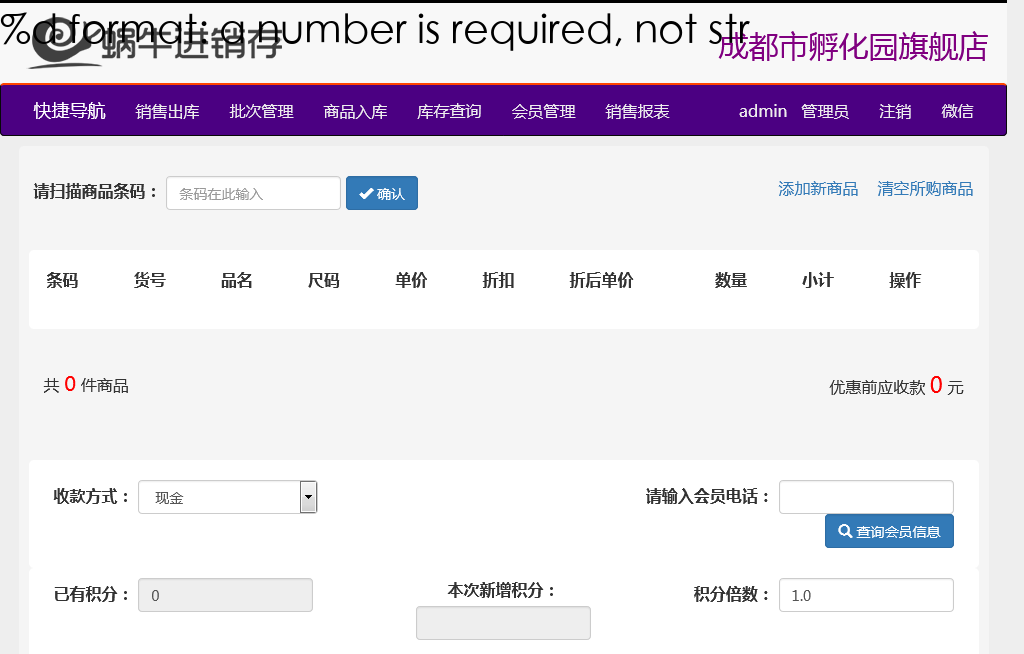 %d format: a number is required, not str
蜗牛进销存
成都市孵化园旗舰店
快捷导航 销售出库 批次管理 商品入库 库存查询 会员管理 销售报表 admin 管理员 注销 微信
请扫描商品条码： 条码在此输入 确认 添加新商品 清空所购商品
条码 货号 品名 尺码 单价 折扣 折后单价 数量 小计 操作
共 0 件商品 优惠前应收款 0 元
收款方式： 现金 请输入会员电话：
查询会员信息
已有积分： 0 本次新增积分： 积分倍数： 1.0